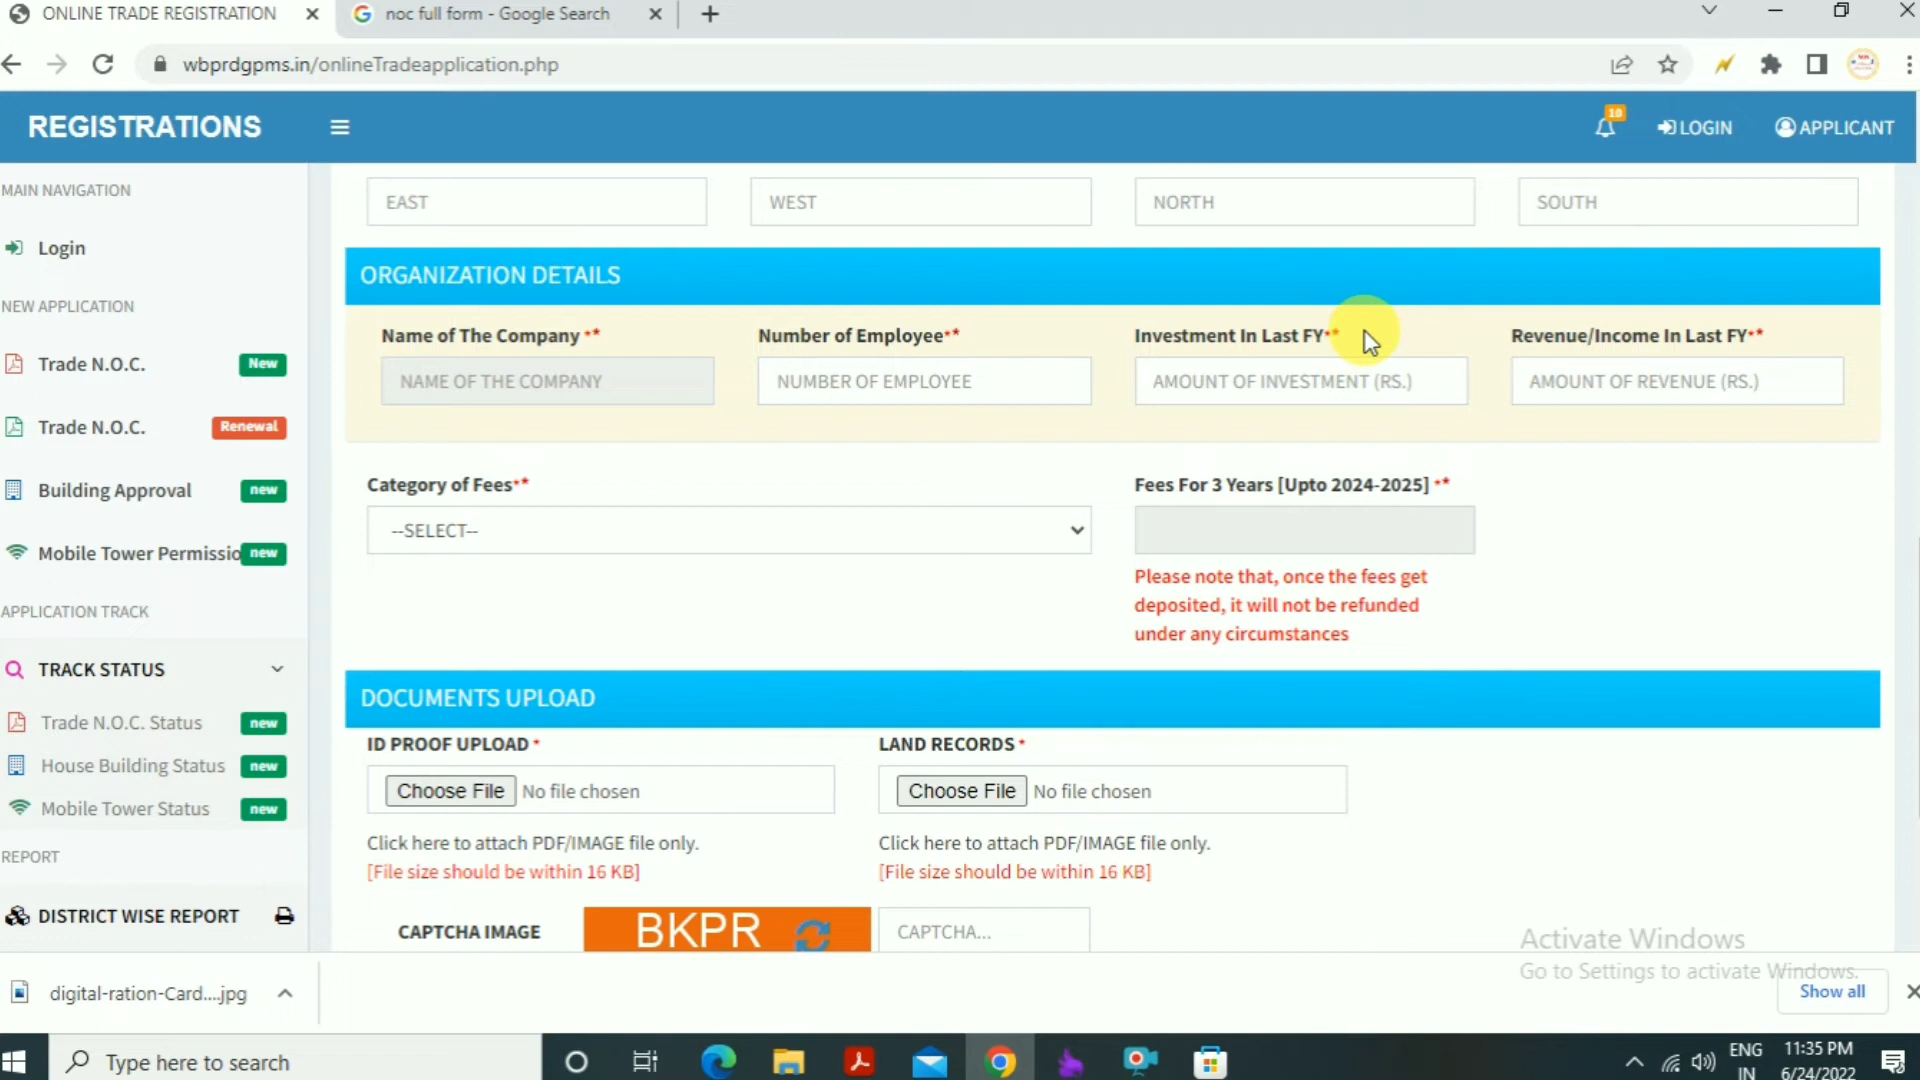 ONLINE TRADE REGISTRATION
noc full form - Google Search
wbprdgpms.in/onlineTradeapplication.php
REGISTRATIONS
10
LOGIN
APPLICANT
MAIN NAVIGATION
Login
NEW APPLICATION
Trade N.O.C. New
Trade N.O.C. Renewal
Building Approval new
Mobile Tower Permissio new
APPLICATION TRACK
TRACK STATUS
Trade N.O.C. Status new
House Building Status new
Mobile Tower Status new
REPORT
DISTRICT WISE REPORT
EAST WEST NORTH SOUTH
ORGANIZATION DETAILS
Name of The Company ** Number of Employee** Investment In Last FY** Revenue/Income In Last FY**
NAME OF THE COMPANY NUMBER OF EMPLOYEE AMOUNT OF INVESTMENT (RS.) AMOUNT OF REVENUE (RS.)
Category of Fees** Fees For 3 Years [Upto 2024-2025] **
--SELECT--
Please note that, once the fees get
deposited, it will not be refunded
under any circumstances
DOCUMENTS UPLOAD
ID PROOF UPLOAD * LAND RECORDS *
Choose File No file chosen Choose File No file chosen
Click here to attach PDF/IMAGE file only. Click here to attach PDF/IMAGE file only.
[File size should be within 16 KB] [File size should be within 16 KB]
CAPTCHA IMAGE BKPR CAPTCHA...
Activate Windows
Go to Settings to activate Windows.
digital-ration-Card....jpg
Show all
Type here to search
ENG
IN
11:35 PM
6/24/2022